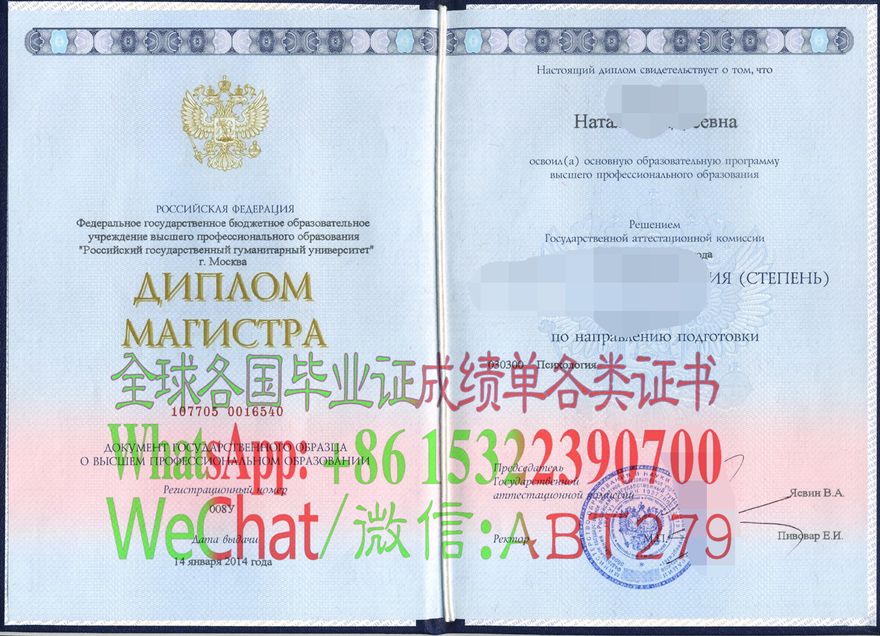 РОССИЙСКАЯ ФЕДЕРАЦИЯ
Федеральное государственное бюджетное образовательное
учреждение высшего профессионального образования
"Российский государственный гуманитарный университет"
г. Москва
ДИПЛОМ
МАГИСТРА
107705 0016540
ДОКУМЕНТ ГОСУДАРСТВЕННОГО ОБРАЗЦА
О ВЫСШЕМ ПРОФЕССИОНАЛЬНОМ ОБРАЗОВАНИИ
Регистрационный номер
008У
Дата выдачи
14 января 2014 года
Настоящий диплом свидетельствует о том, что
освоил(а) основную образовательную программу
высшего профессионального образования
Решением
Государственной аттестационной комиссии
(СТЕПЕНЬ)
по направлению подготовки
030300 Психология
Председатель
Государственной
аттестационной комиссии
Ясвин В.А.
Ректор
М.П.
Пивовар Е.И.
全球各国毕业证成绩单各类证书
WhatsApp: +86 15322390700
WeChat/微信:ABT279